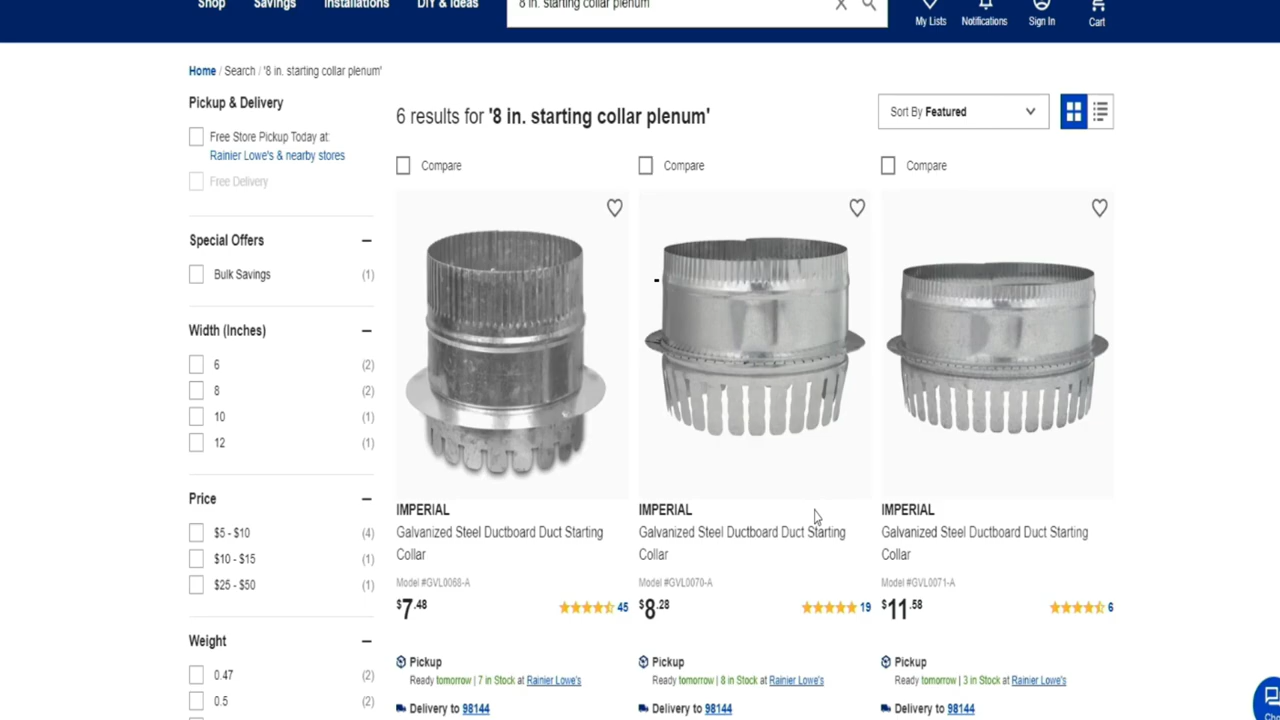 Shop Savings Installations DIY & Ideas 8 in. starting collar plenum
My Lists Notifications Sign In Cart
Home / Search / '8 in. starting collar plenum'
Pickup & Delivery
Free Store Pickup Today at:
Rainier Lowe's & nearby stores
Free Delivery
Special Offers
Bulk Savings (1)
Width (Inches)
6 (2)
8 (2)
10 (1)
12 (1)
Price
$5 - $10 (4)
$10 - $15 (1)
$25 - $50 (1)
Weight
0.47 (2)
0.5 (2)
6 results for '8 in. starting collar plenum'
Sort By Featured
Compare Compare Compare
IMPERIAL
Galvanized Steel Ductboard Duct Starting
Collar
Model #GVL0068-A
$7.48 45
Pickup
Ready tomorrow | 7 in Stock at Rainier Lowe's
Delivery to 98144
IMPERIAL
Galvanized Steel Ductboard Duct Starting
Collar
Model #GVL0070-A
$8.28 19
Pickup
Ready tomorrow | 8 in Stock at Rainier Lowe's
Delivery to 98144
IMPERIAL
Galvanized Steel Ductboard Duct Starting
Collar
Model #GVL0071-A
$11.58 6
Pickup
Ready tomorrow | 3 in Stock at Rainier Lowe's
Delivery to 98144